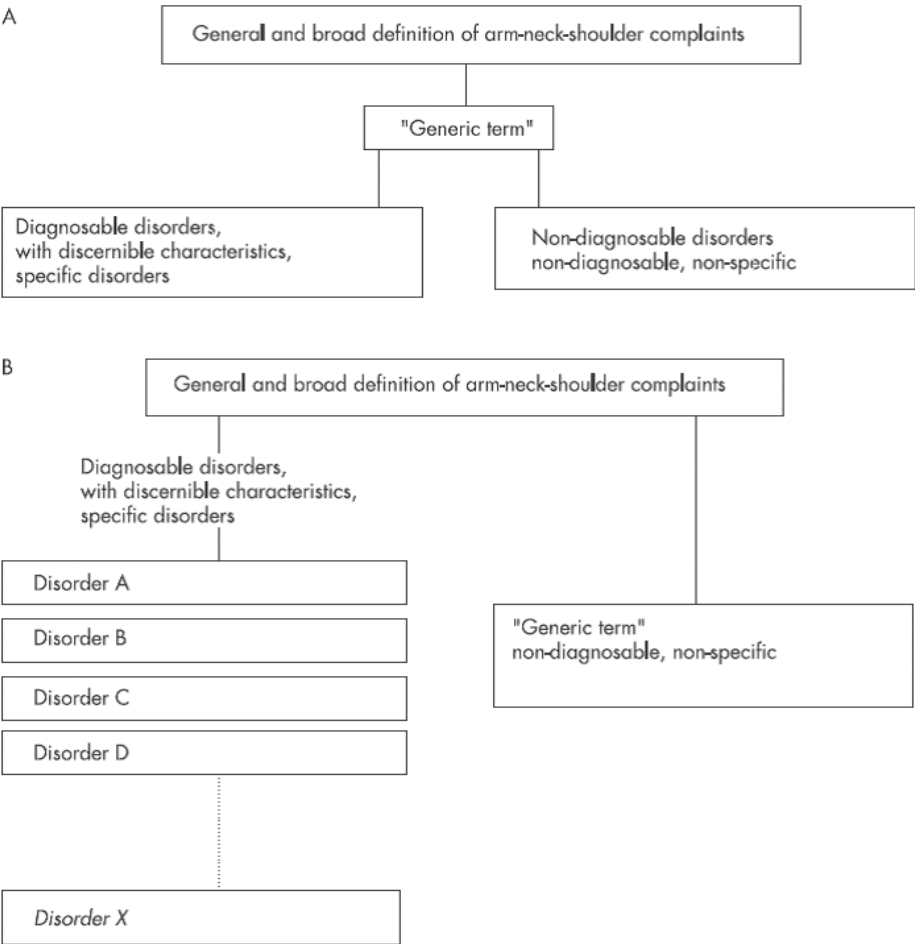 A
General and broad definition of arm-neck-shoulder complaints
"Generic term"
Diagnosable disorders,
with discernible characteristics,
specific disorders
Non-diagnosable disorders
non-diagnosable, non-specific
B
General and broad definition of arm-neck-shoulder complaints
Diagnosable disorders,
with discernible characteristics,
specific disorders
Disorder A
Disorder B
Disorder C
Disorder D
"Generic term"
non-diagnosable, non-specific
Disorder X